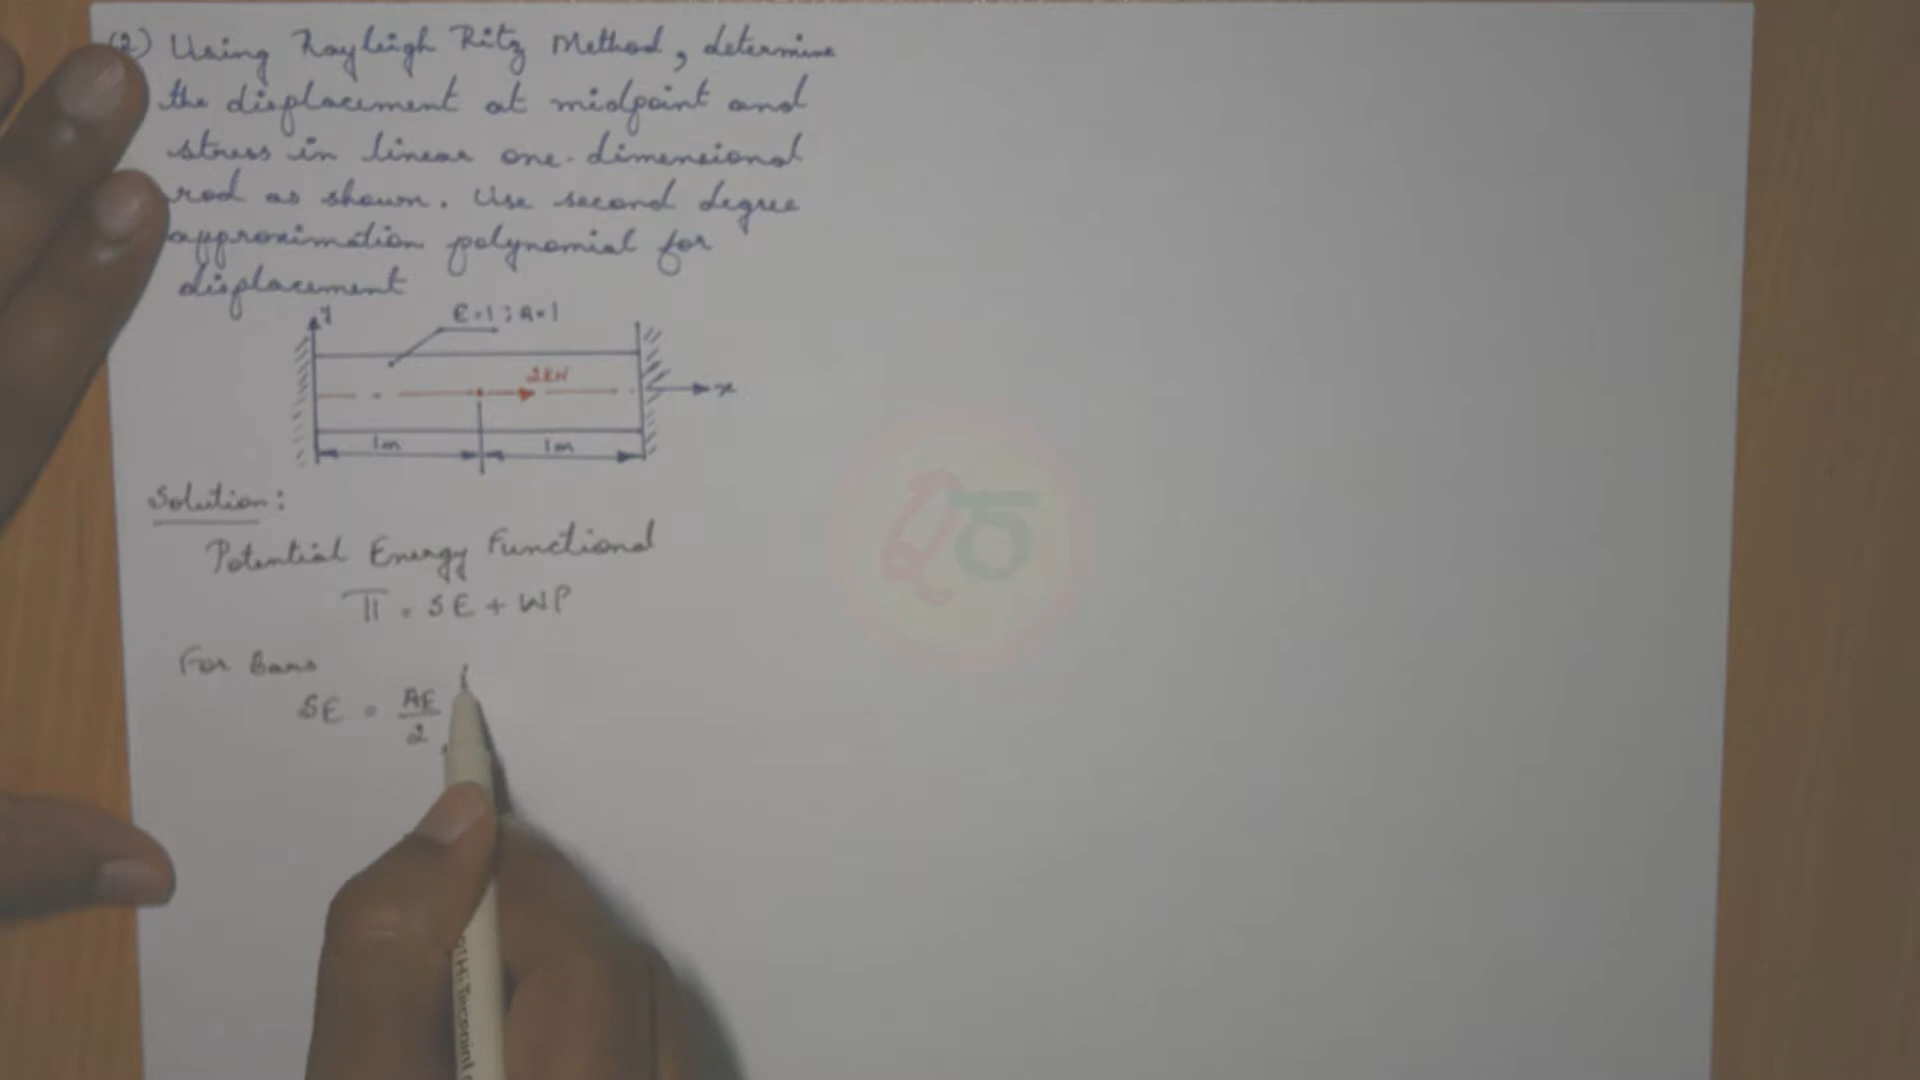 (2) Using Rayleigh Ritz Method, determine
the displacement at midpoint and
stress in linear one-dimensional
rod as shown. Use second degree
approximation polynomial for
displacement
y
E=1; A=1
2kN
x
1m
1m
Solution:
Potential Energy Functional
π = SE + WP
For Bars
SE = AE/2